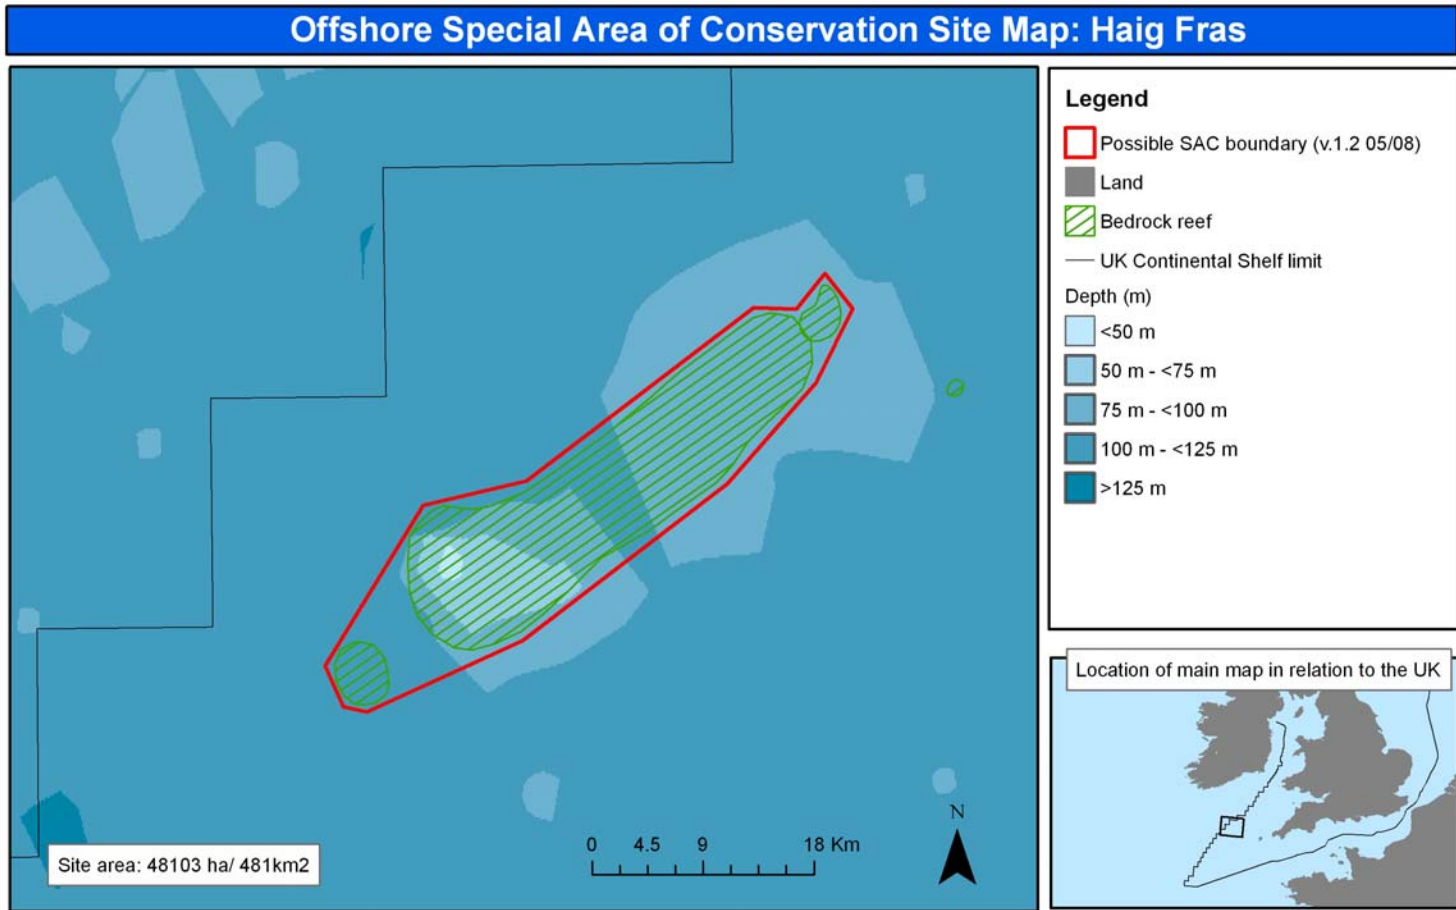 Offshore Special Area of Conservation Site Map: Haig Fras
Legend
Possible SAC boundary (v.1.2 05/08)
Land
Bedrock reef
UK Continental Shelf limit
Depth (m)
<50 m
50 m - <75 m
75 m - <100 m
100 m - <125 m
>125 m
Location of main map in relation to the UK
Site area: 48103 ha/ 481km2
0 4.5 9 18 Km
N